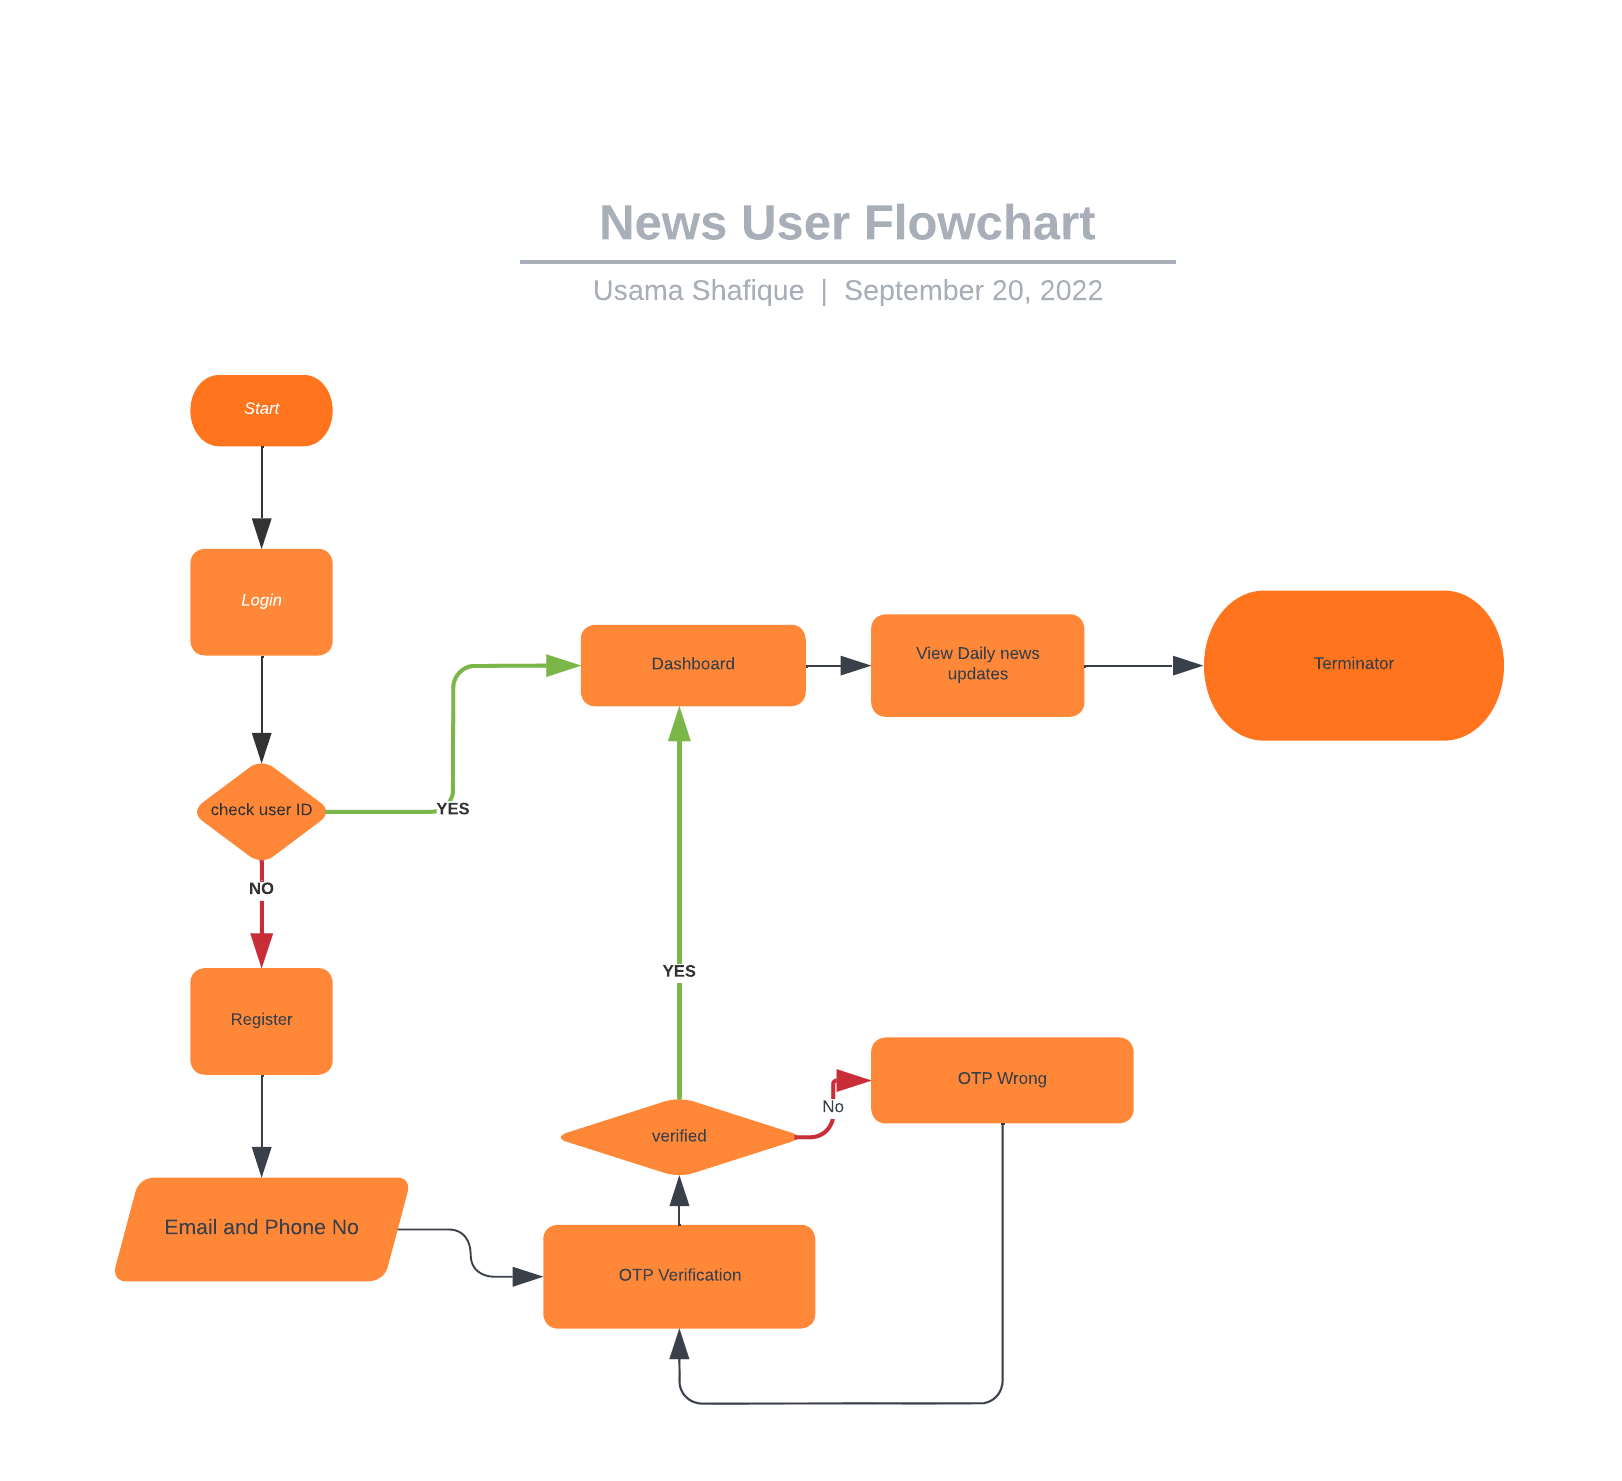 News User Flowchart
Usama Shafique | September 20, 2022
Start
Login
check user ID
YES
NO
Register
Email and Phone No
Dashboard
View Daily news
updates
Terminator
YES
verified
No
OTP Wrong
OTP Verification